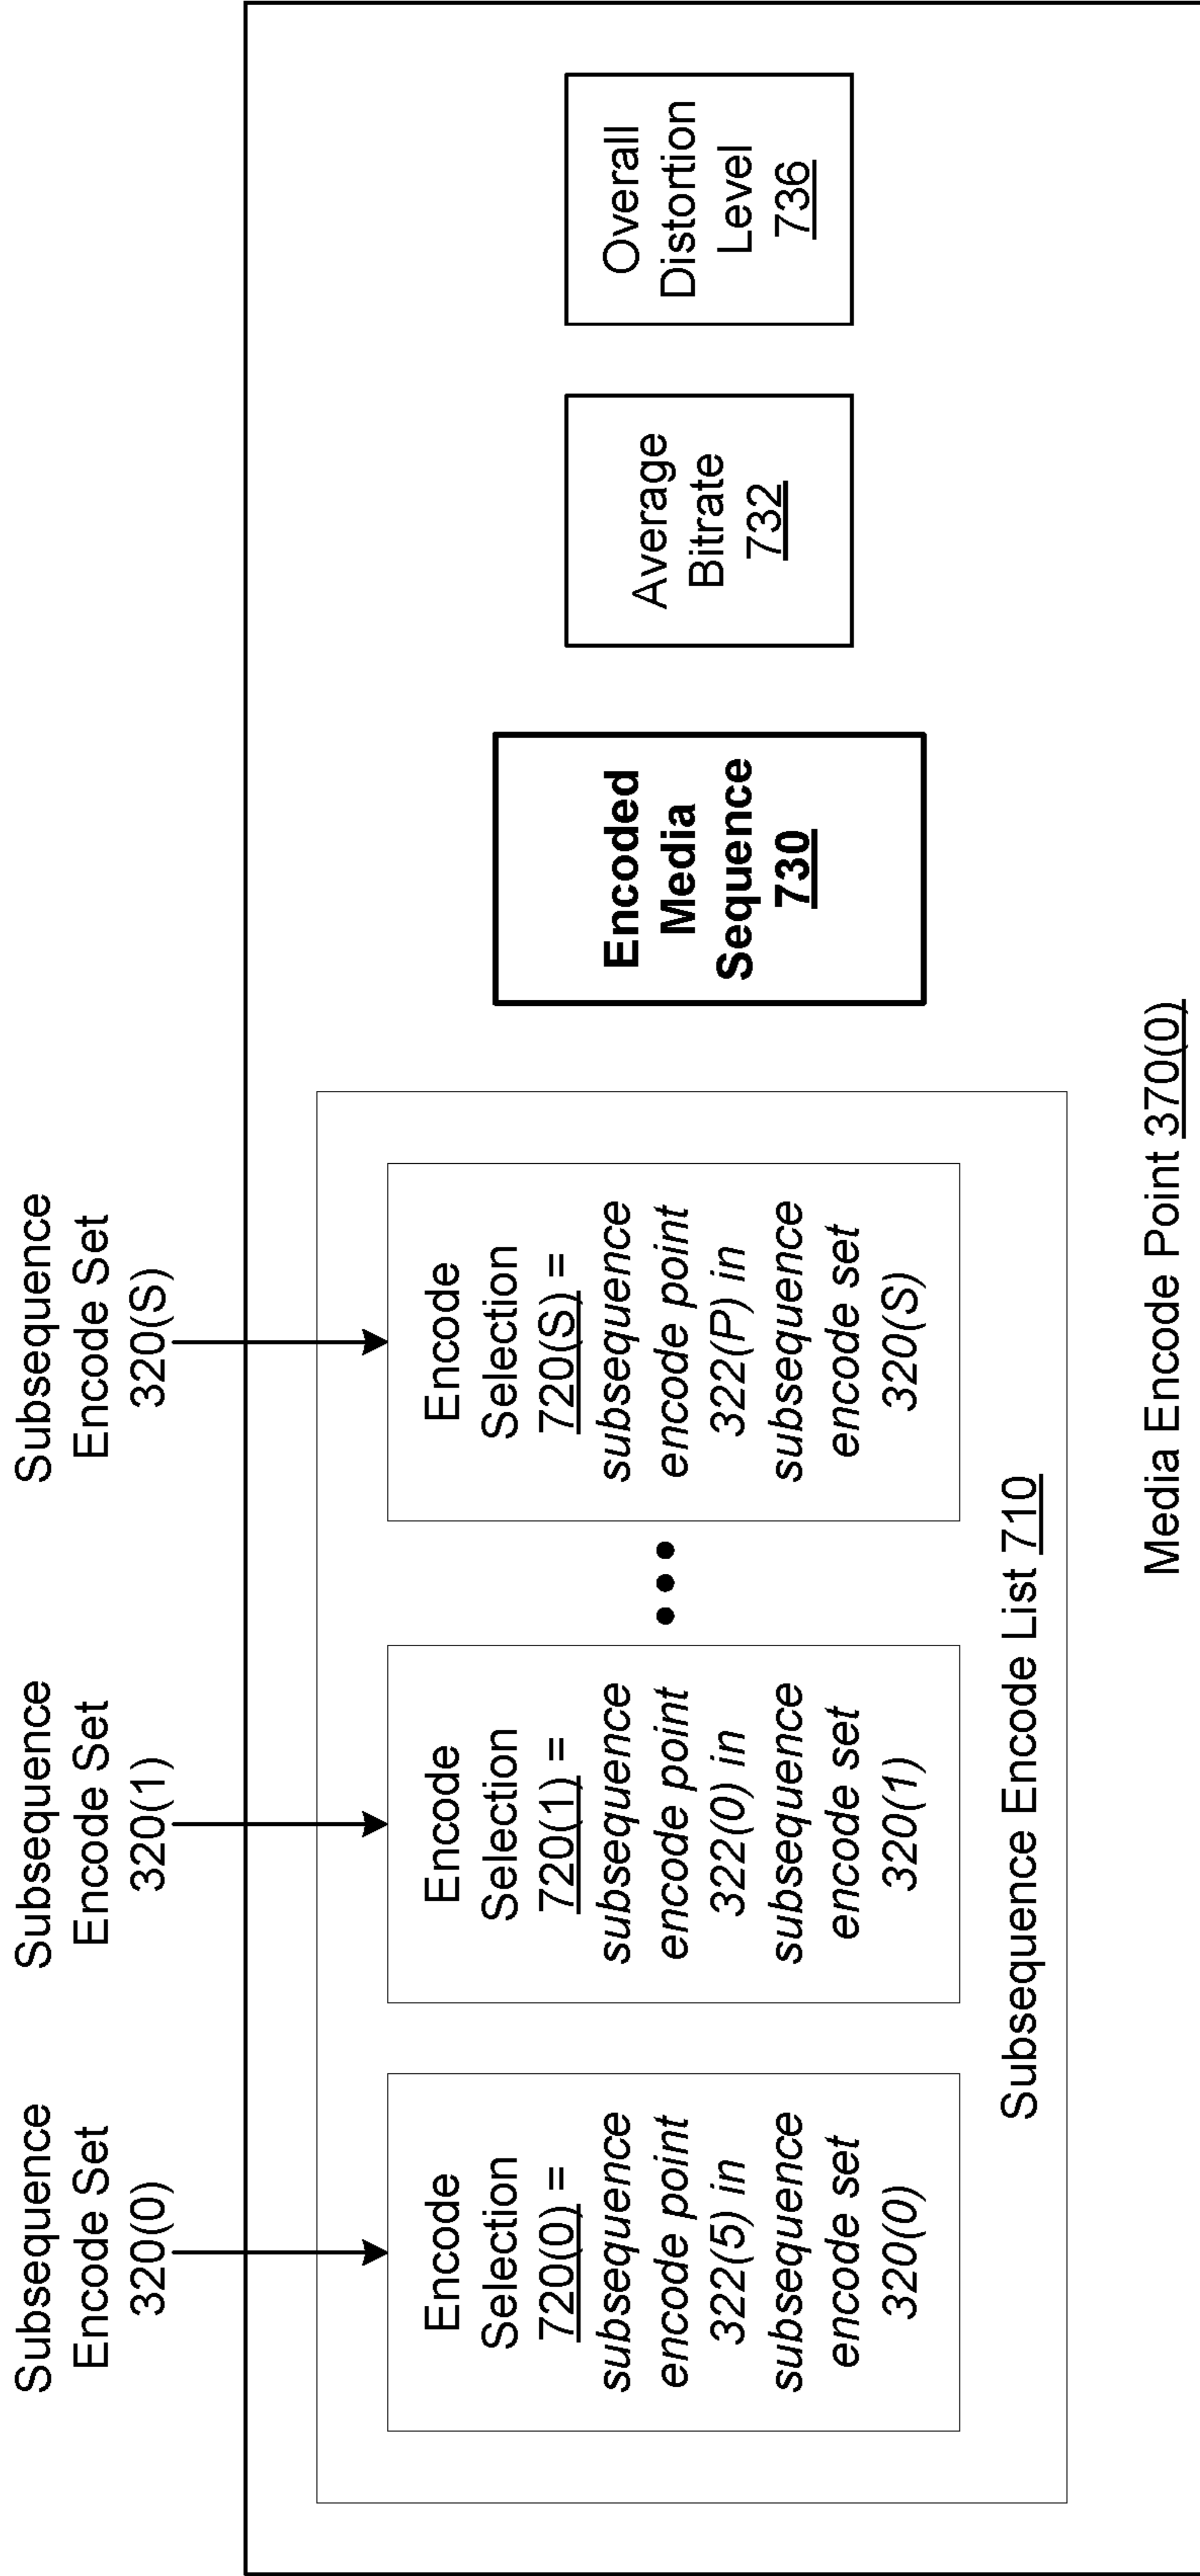 Subsequence
Encode Set
320(0)
Subsequence
Encode Set
320(1)
Subsequence
Encode Set
320(S)
Encode
Selection
720(0) =
subsequence
encode point
322(5) in
subsequence
encode set
320(0)
Encode
Selection
720(1) =
subsequence
encode point
322(0) in
subsequence
encode set
320(1)
Encode
Selection
720(S) =
subsequence
encode point
322(P) in
subsequence
encode set
320(S)
Subsequence Encode List 710
Encoded
Media
Sequence
730
Average
Bitrate
732
Overall
Distortion
Level
736
Media Encode Point 370(0)